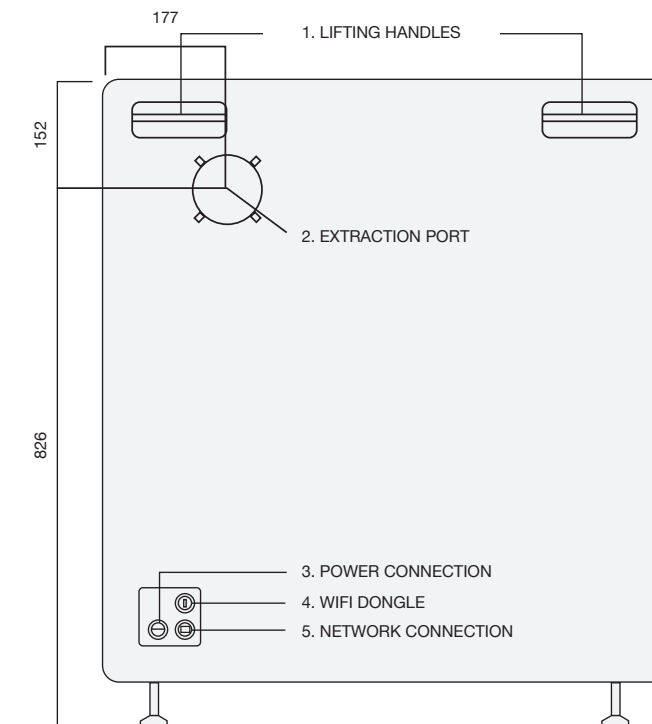 177
1. LIFTING HANDLES
152
2. EXTRACTION PORT
826
3. POWER CONNECTION
4. WIFI DONGLE
5. NETWORK CONNECTION